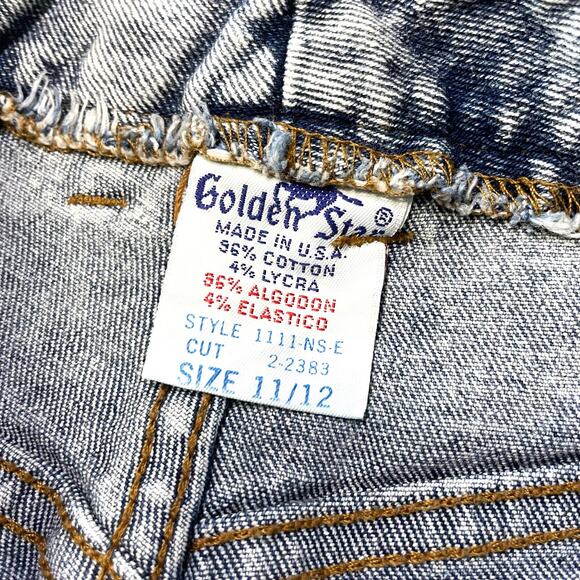 Golden Star®
MADE IN U.S.A.
96% COTTON
4% LYCRA
96% ALGODON
4% ELASTICO
STYLE 1111-NS-E
CUT 2-2383
SIZE 11/12